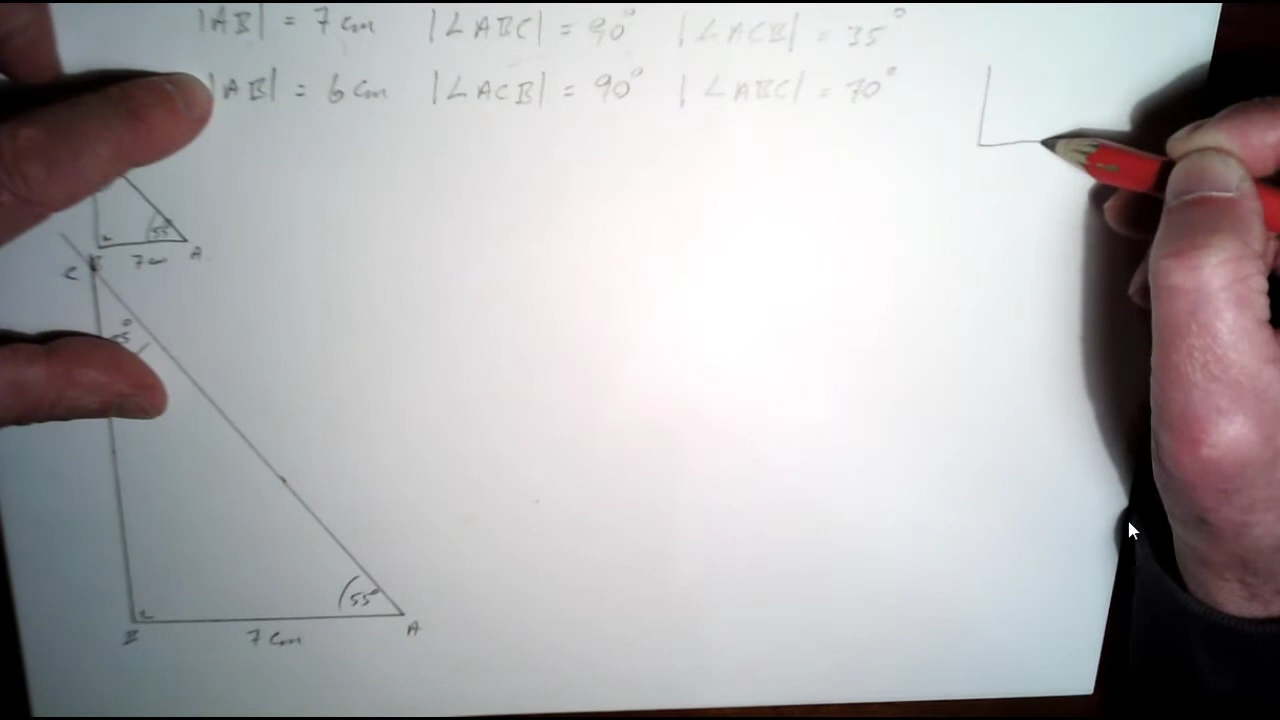 |AB| = 7 cm |∠ABC| = 90° |∠ACB| = 35°
|AB| = 6 cm |∠ACB| = 90° |∠ABC| = 70°
55°
7cm A
C
35°
55°
B 7 cm A